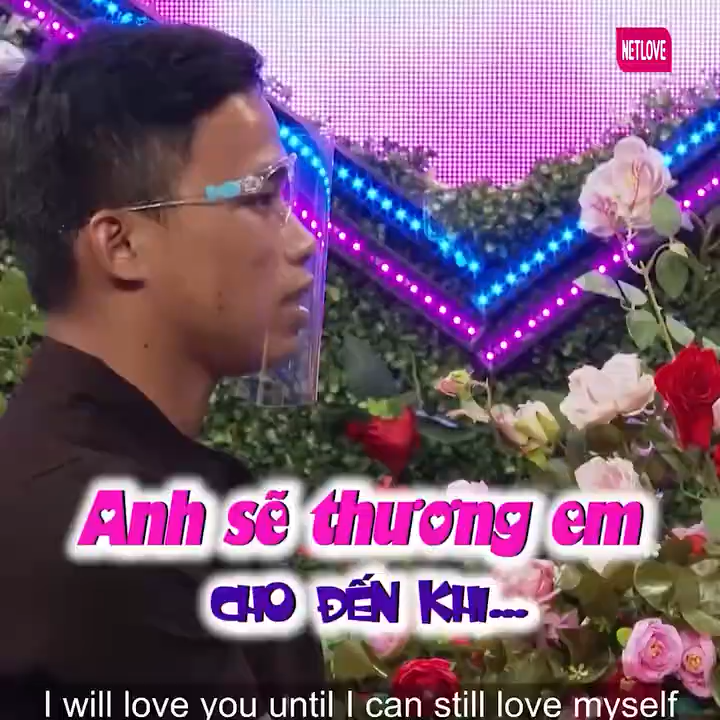 NETLOVE
Anh sẽ thương em
CHO ĐẾN KHI...
I will love you until I can still love myself